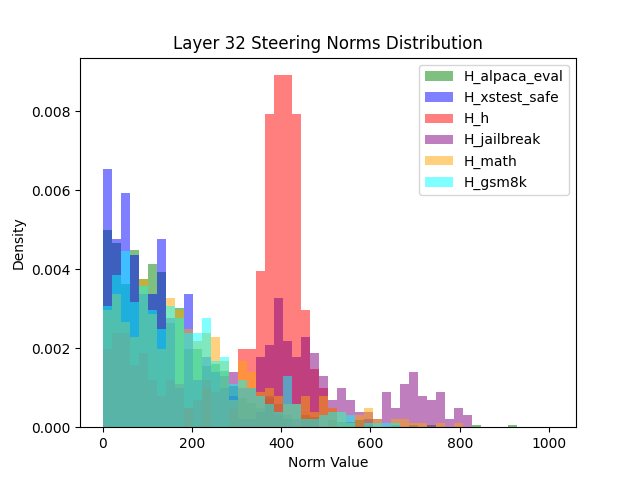 Layer 32 Steering Norms Distribution
H_alpaca_eval
H_xstest_safe
H_h
H_jailbreak
H_math
H_gsm8k
Density
0.008
0.006
0.004
0.002
0.000
0
200
400
600
800
1000
Norm Value